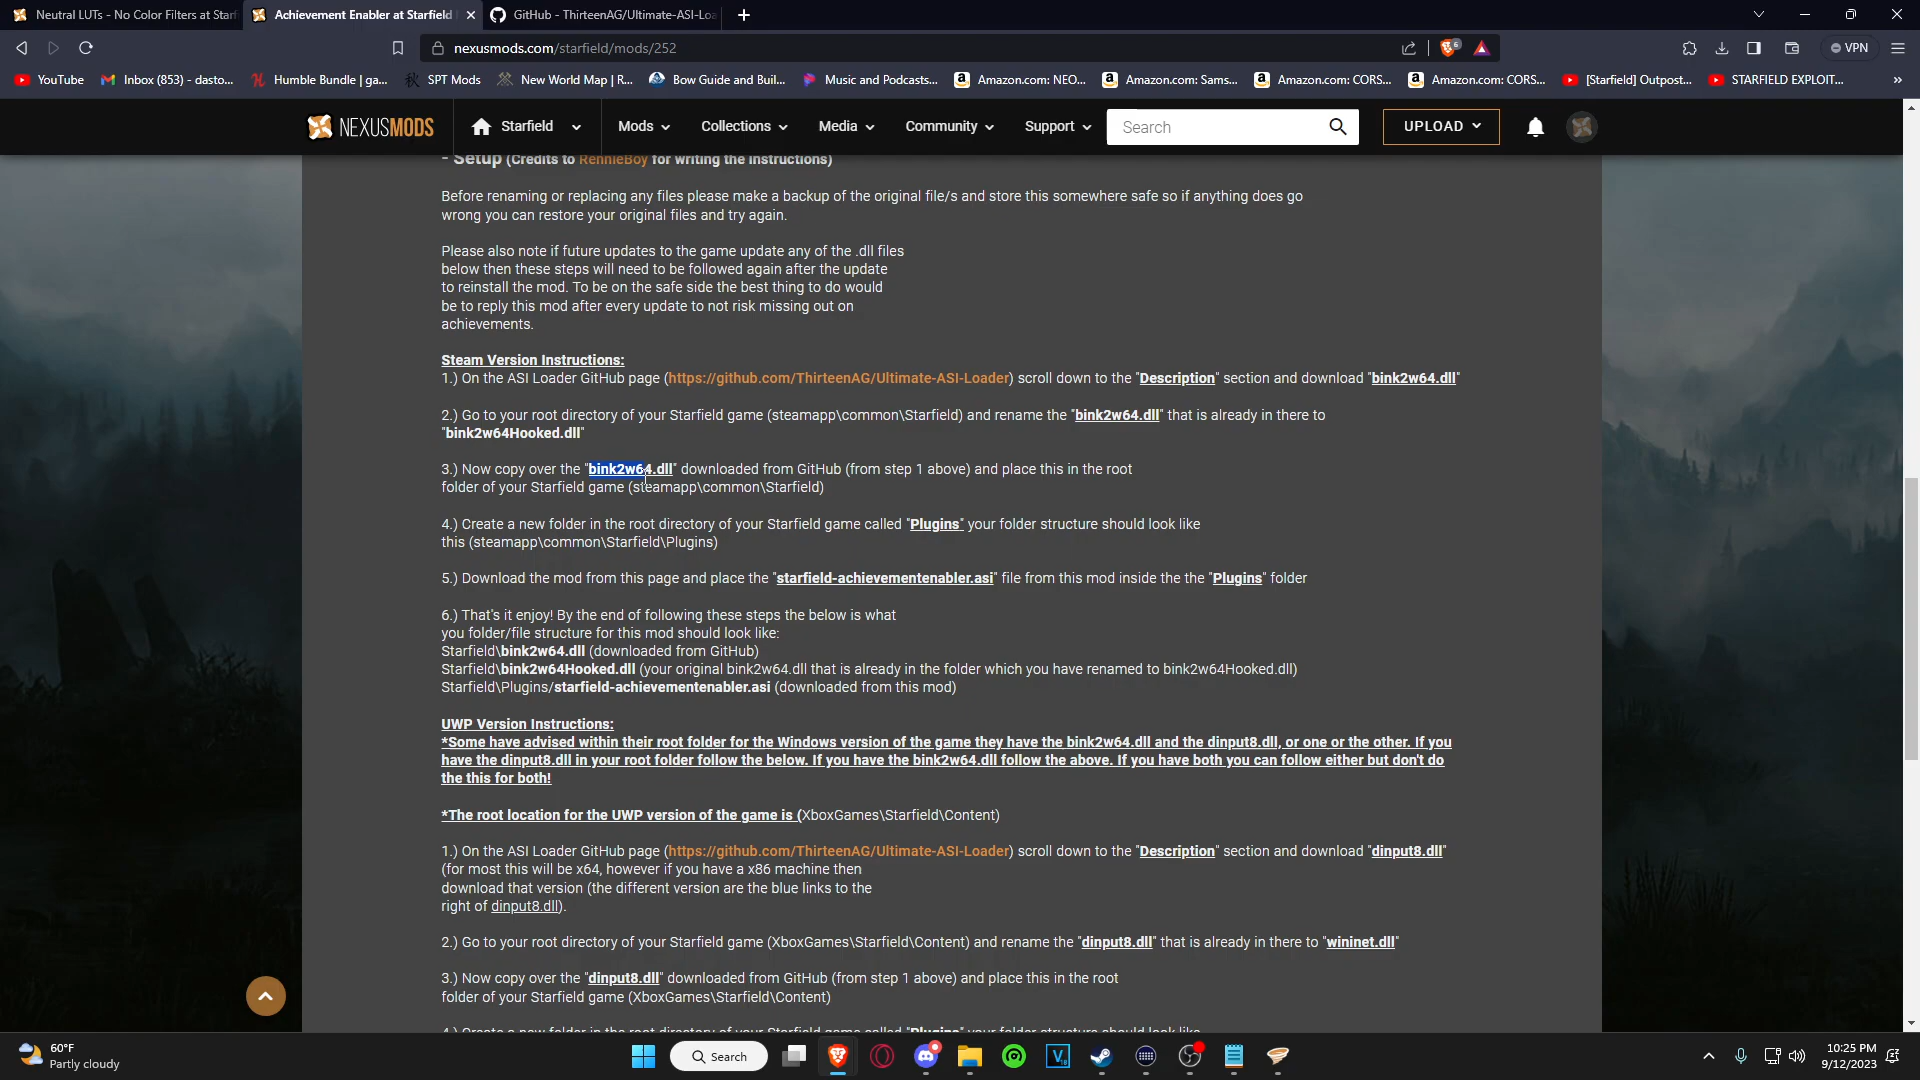 Neutral LUTs - No Color Filters at Starf
Achievement Enabler at Starfield
GitHub - ThirteenAG/Ultimate-ASI-Loa
nexusmods.com/starfield/mods/252
6
VPN
YouTube
Inbox (853) - dasto...
Humble Bundle | ga...
SPT Mods
New World Map | R...
Bow Guide and Buil...
Music and Podcasts...
Amazon.com: NEO...
Amazon.com: Sams...
Amazon.com: CORS...
Amazon.com: CORS...
[Starfield] Outpost...
STARFIELD EXPLOIT...
NEXUSMODS
Starfield
Mods
Collections
Media
Community
Support
Search
UPLOAD
- Setup (Credits to RennieBoy for writing the instructions)
Before renaming or replacing any files please make a backup of the original file/s and store this somewhere safe so if anything does go
wrong you can restore your original files and try again.
Please also note if future updates to the game update any of the .dll files
below then these steps will need to be followed again after the update
to reinstall the mod. To be on the safe side the best thing to do would
be to reply this mod after every update to not risk missing out on
achievements.
Steam Version Instructions:
1.) On the ASI Loader GitHub page (https://github.com/ThirteenAG/Ultimate-ASI-Loader) scroll down to the "Description" section and download "bink2w64.dll"
2.) Go to your root directory of your Starfield game (steamapp\common\Starfield) and rename the "bink2w64.dll" that is already in there to
"bink2w64Hooked.dll"
3.) Now copy over the "bink2w64.dll" downloaded from GitHub (from step 1 above) and place this in the root
folder of your Starfield game (steamapp\common\Starfield)
4.) Create a new folder in the root directory of your Starfield game called "Plugins" your folder structure should look like
this (steamapp\common\Starfield\Plugins)
5.) Download the mod from this page and place the "starfield-achievementenabler.asi" file from this mod inside the the "Plugins" folder
6.) That's it enjoy! By the end of following these steps the below is what
you folder/file structure for this mod should look like:
Starfield\bink2w64.dll (downloaded from GitHub)
Starfield\bink2w64Hooked.dll (your original bink2w64.dll that is already in the folder which you have renamed to bink2w64Hooked.dll)
Starfield\Plugins/starfield-achievementenabler.asi (downloaded from this mod)
UWP Version Instructions:
*Some have advised within their root folder for the Windows version of the game they have the bink2w64.dll and the dinput8.dll, or one or the other. If you
have the dinput8.dll in your root folder follow the below. If you have the bink2w64.dll follow the above. If you have both you can follow either but don't do
the this for both!
*The root location for the UWP version of the game is (XboxGames\Starfield\Content)
1.) On the ASI Loader GitHub page (https://github.com/ThirteenAG/Ultimate-ASI-Loader) scroll down to the "Description" section and download "dinput8.dll"
(for most this will be x64, however if you have a x86 machine then
download that version (the different version are the blue links to the
right of dinput8.dll).
2.) Go to your root directory of your Starfield game (XboxGames\Starfield\Content) and rename the "dinput8.dll" that is already in there to "wininet.dll"
3.) Now copy over the "dinput8.dll" downloaded from GitHub (from step 1 above) and place this in the root
folder of your Starfield game (XboxGames\Starfield\Content)
4.) Create a new folder in the root directory of your Starfield game called "Plugins" your folder structure should look like
60°F
Partly cloudy
Search
10:25 PM
9/12/2023